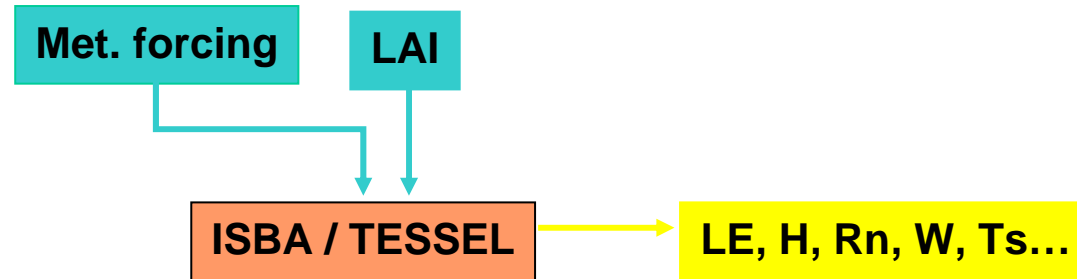 Met. forcing
LAI
ISBA / TESSEL
LE, H, Rn, W, Ts…